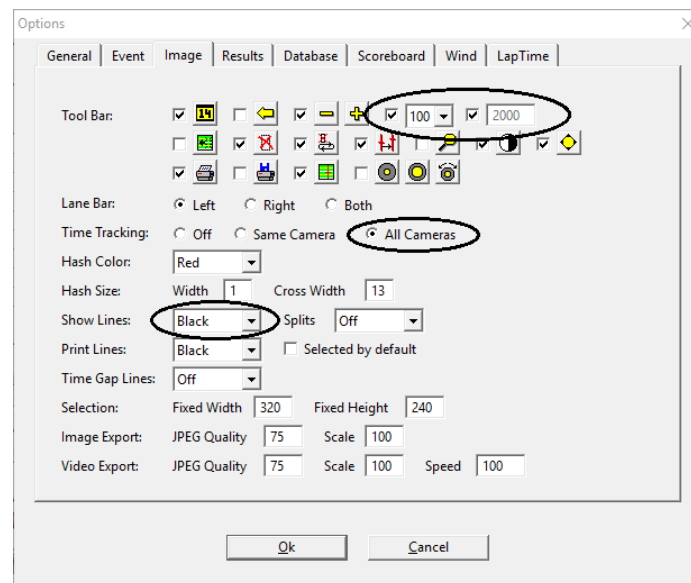 Options
General Event Image Results Database Scoreboard Wind LapTime
Tool Bar: 14 100 2000
Lane Bar: Left Right Both
Time Tracking: Off Same Camera All Cameras
Hash Color: Red
Hash Size: Width 1 Cross Width 13
Show Lines: Black Splits Off
Print Lines: Black Selected by default
Time Gap Lines: Off
Selection: Fixed Width 320 Fixed Height 240
Image Export: JPEG Quality 75 Scale 100
Video Export: JPEG Quality 75 Scale 100 Speed 100
Ok Cancel